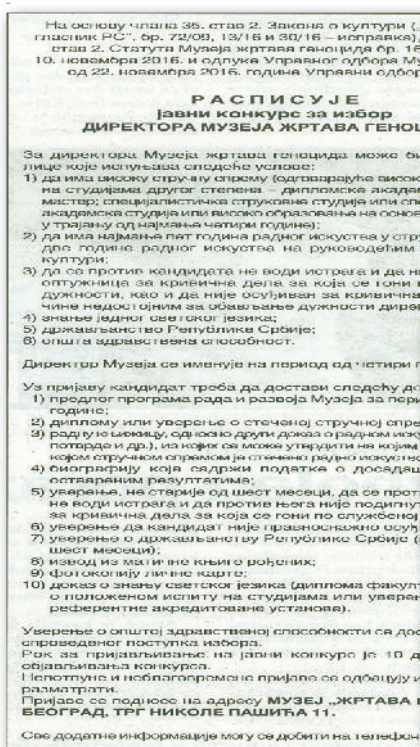 На основу члана 35. став 2. Закона о култури („
гласник РС“, бр. 72/09, 13/16 и 30/16 – исправка),
став 2. Статута Музеја жртава геноцида бр. 16
10. новембра 2016. и одлуке Управног одбора Му
од 22. новембра 2016. године Управни одбор
Р А С П И С У Ј Е
јавни конкурс за избор
ДИРЕКТОРА МУЗЕЈА ЖРТАВА ГЕНО
За директора Музеја жртава геноцида може би
лице које испуњава следеће услове:
1) да има високу стручну спрему (одговарајуће висок
на студијама другог степена – дипломске акаде
мастер; специјалистичке струковне студије или спе
академске студије или високо образовање на основ
у трајању од најмање четири године);
2) да има најмање пет година радног искуства у стру
две године радног искуства на руководећим
култури;
3) да се против кандидата не води истрага и да ни
оптужница за кривична дела за која се гони п
дужности, као и да није осуђиван за кривична
чине недостојним за обављање дужности дирек
4) знање једног светског језика;
5) држављанство Републике Србије;
6) општа здравствена способност.
Директор Музеја се именује на период од четири г
Уз пријаву кандидат треба да достави следећу до
1) предлог програма рада и развоја Музеја за пери
године;
2) диплому или уверење о стеченој стручној спре
3) радну књижицу, односно други доказ о радном иску
потврде и др.), из којих се може утврдити на којим
којом стручном спремом је стечено радно искуство
4) биографију која садржи податке о досадаш
оствареним резултатима;
5) уверење, не старије од шест месеци, да се проти
не води истрага и да против њега није подигнут
за кривична дела за која се гони по службеној
6) уверење да кандидат није правноснажно осуђ
7) уверење о држављанству Републике Србије (
шест месеци);
8) извод из матичне књиге рођених;
9) фотокопију личне карте;
10) доказ о знању светског језика (диплома факулт
о положеном испиту на студијама или уверењ
референтне акредитоване установе).
Уверење о општој здравственој способности се дос
спроведеног поступка избора.
Рок за пријављивање на јавни конкурс је 10 д
објављивања конкурса.
Непотпуне и неблаговремене пријаве се одбацују и
разматрати.
Пријаве се подносе на адресу МУЗЕЈ „ЖРТАВА
БЕОГРАД, ТРГ НИКОЛЕ ПАШИЋА 11.
Све додатне информације могу се добити на телефон